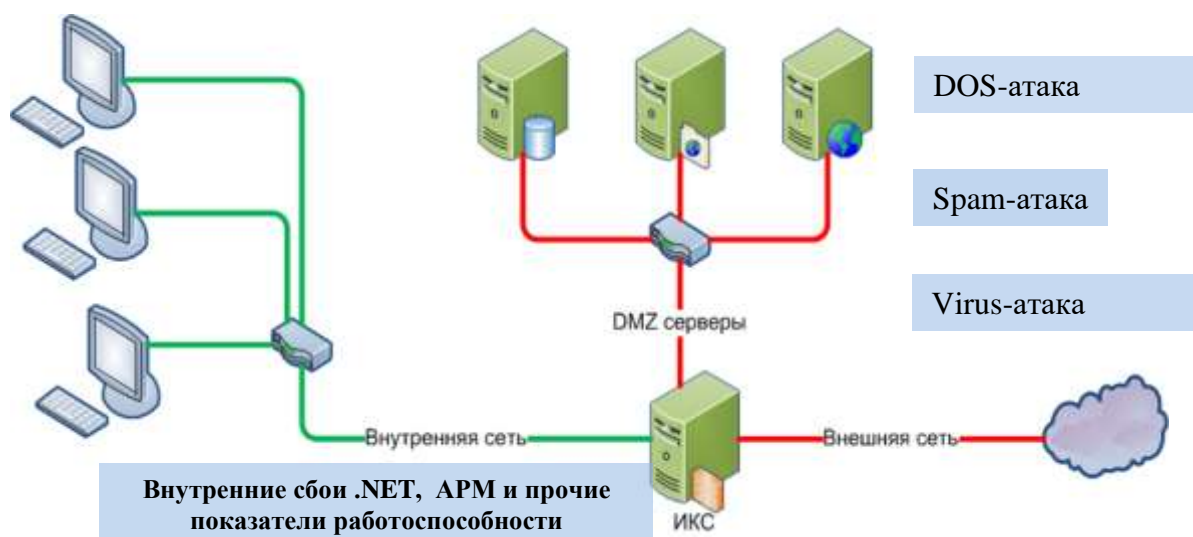 DOS-атака
Spam-атака
Virus-атака
DMZ серверы
Внутренняя сеть
Внешняя сеть
Внутренние сбои .NET, АРМ и прочие
показатели работоспособности
ИКС